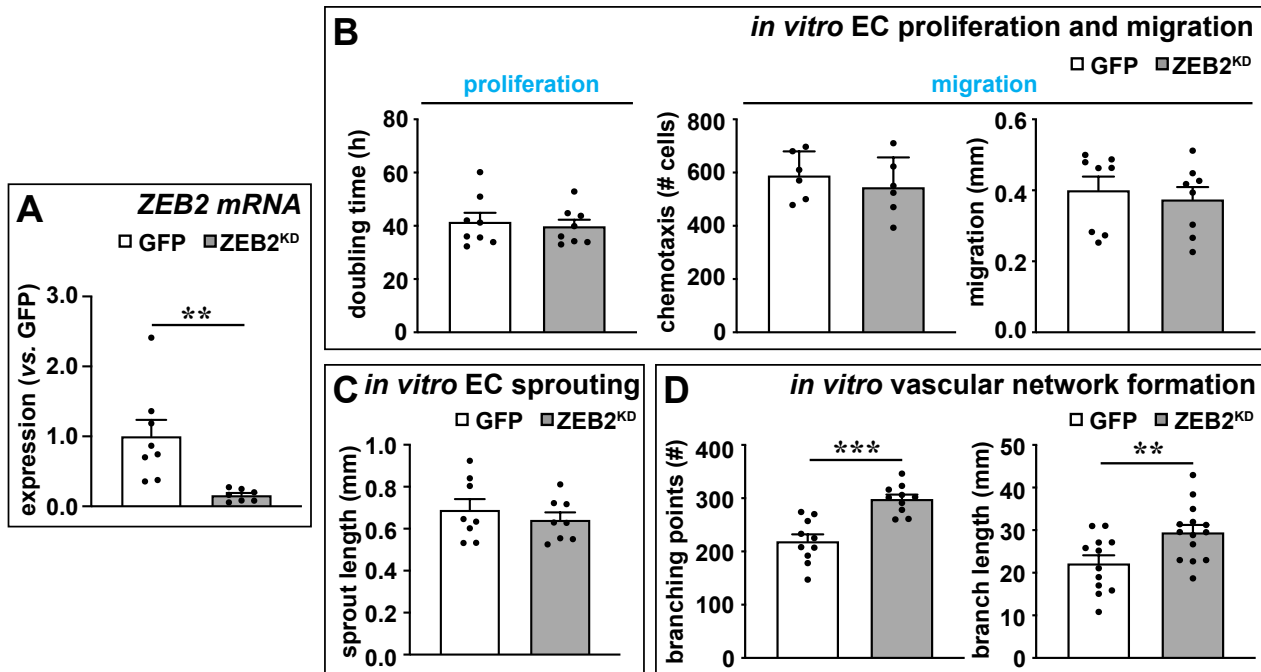 A
ZEB2 mRNA
GFP ZEB2KD
expression (vs. GFP)
3.0
2.0
1.0
0.0
**
B
in vitro EC proliferation and migration
GFP ZEB2KD
proliferation
migration
doubling time (h)
80
60
40
20
0
chemotaxis (# cells)
800
600
400
200
0
migration (mm)
0.6
0.4
0.2
0.0
C
in vitro EC sprouting
GFP ZEB2KD
sprout length (mm)
1.0
0.8
0.6
0.4
0.2
0.0
D
in vitro vascular network formation
GFP ZEB2KD
branching points (#)
400
300
200
100
0
***
branch length (mm)
50
40
30
20
10
0
**